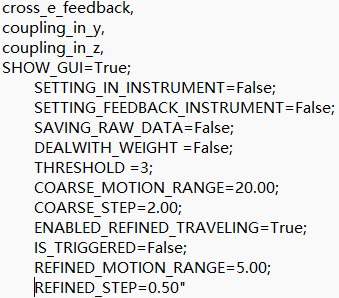 cross_e_feedback,
coupling_in_y,
coupling_in_z,
SHOW_GUI=True;
SETTING_IN_INSTRUMENT=False;
SETTING_FEEDBACK_INSTRUMENT=False;
SAVING_RAW_DATA=False;
DEALWITH_WEIGHT =False;
THRESHOLD =3;
COARSE_MOTION_RANGE=20.00;
COARSE_STEP=2.00;
ENABLED_REFINED_TRAVELING=True;
IS_TRIGGERED=False;
REFINED_MOTION_RANGE=5.00;
REFINED_STEP=0.50"